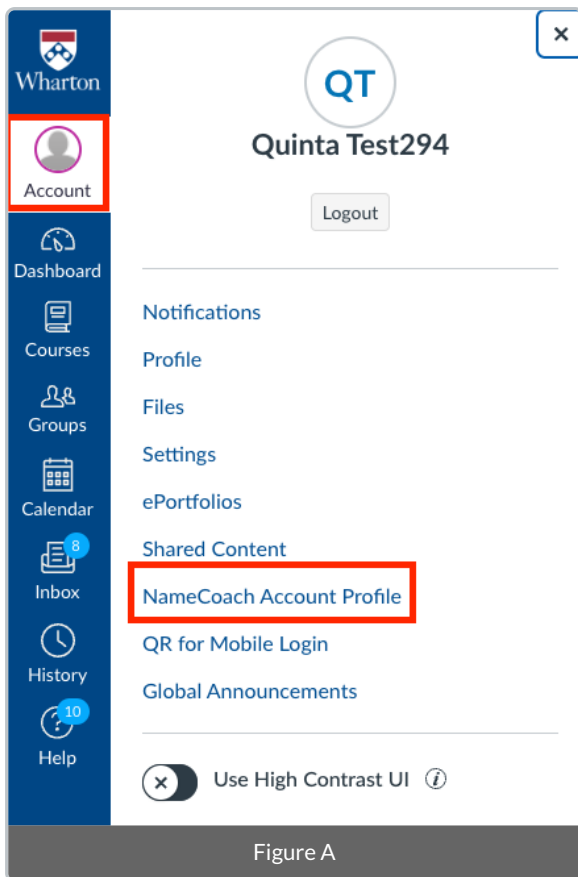 Wharton
Account
Dashboard
Courses
Groups
Calendar
8
Inbox
History
10
Help
QT
Quinta Test294
Logout
Notifications
Profile
Files
Settings
ePortfolios
Shared Content
NameCoach Account Profile
QR for Mobile Login
Global Announcements
Use High Contrast UI i
Figure A